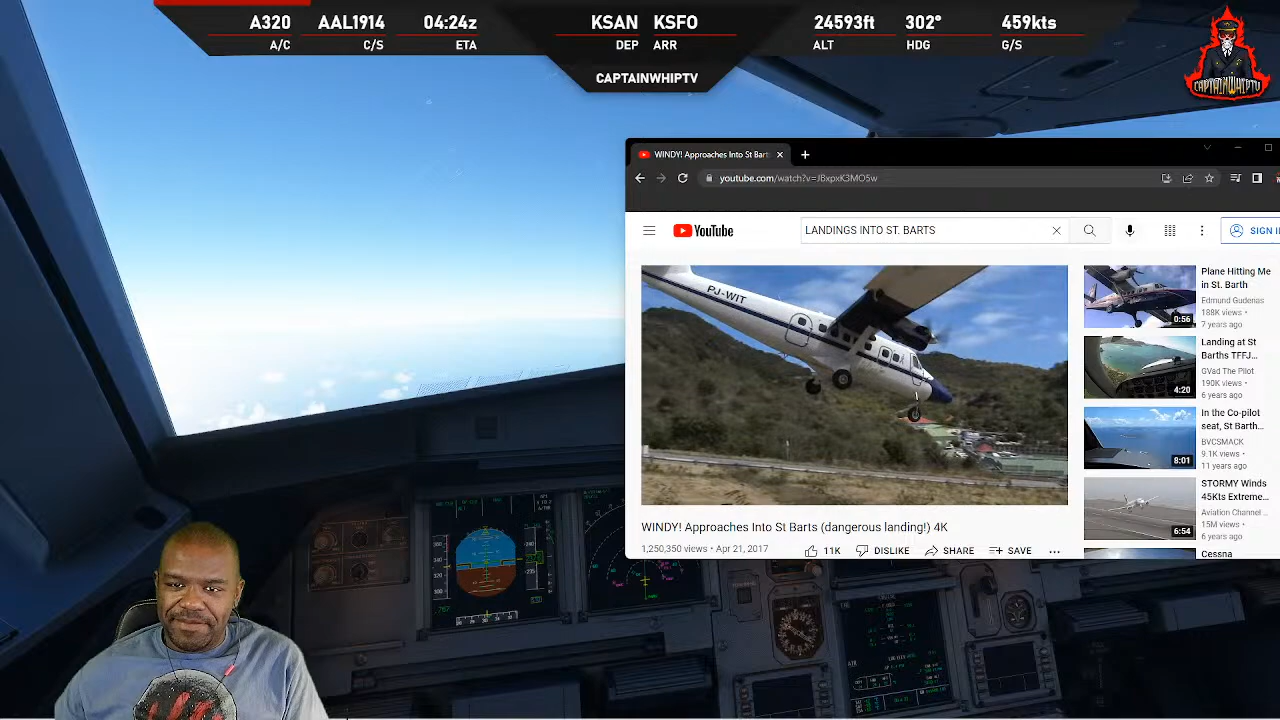 A320 AAL1914 04:24z KSAN KSFO 24593ft 302° 459kts
A/C C/S ETA DEP ARR ALT HDG G/S
CAPTAINWHIPTV
CAPTAINWHIPTV
WINDY! Approaches Into St Bart
youtube.com/watch?v=JBxpxK3MO5w
YouTube
LANDINGS INTO ST. BARTS
SIGN I
PJ-WIT
Plane Hitting Me
in St. Barth
Edmund Gudenas
188K views •
7 years ago
0:56
Landing at St
Barths TFFJ...
GVad The Pilot
190K views •
6 years ago
4:20
In the Co-pilot
seat, St Barth...
BVCSMACK
9.1K views •
11 years ago
8:01
STORMY Winds
45Kts Extreme...
Aviation Channel ...
15M views •
6 years ago
6:54
Cessna
WINDY! Approaches Into St Barts (dangerous landing!) 4K
1,250,350 views • Apr 21, 2017
11K DISLIKE SHARE SAVE